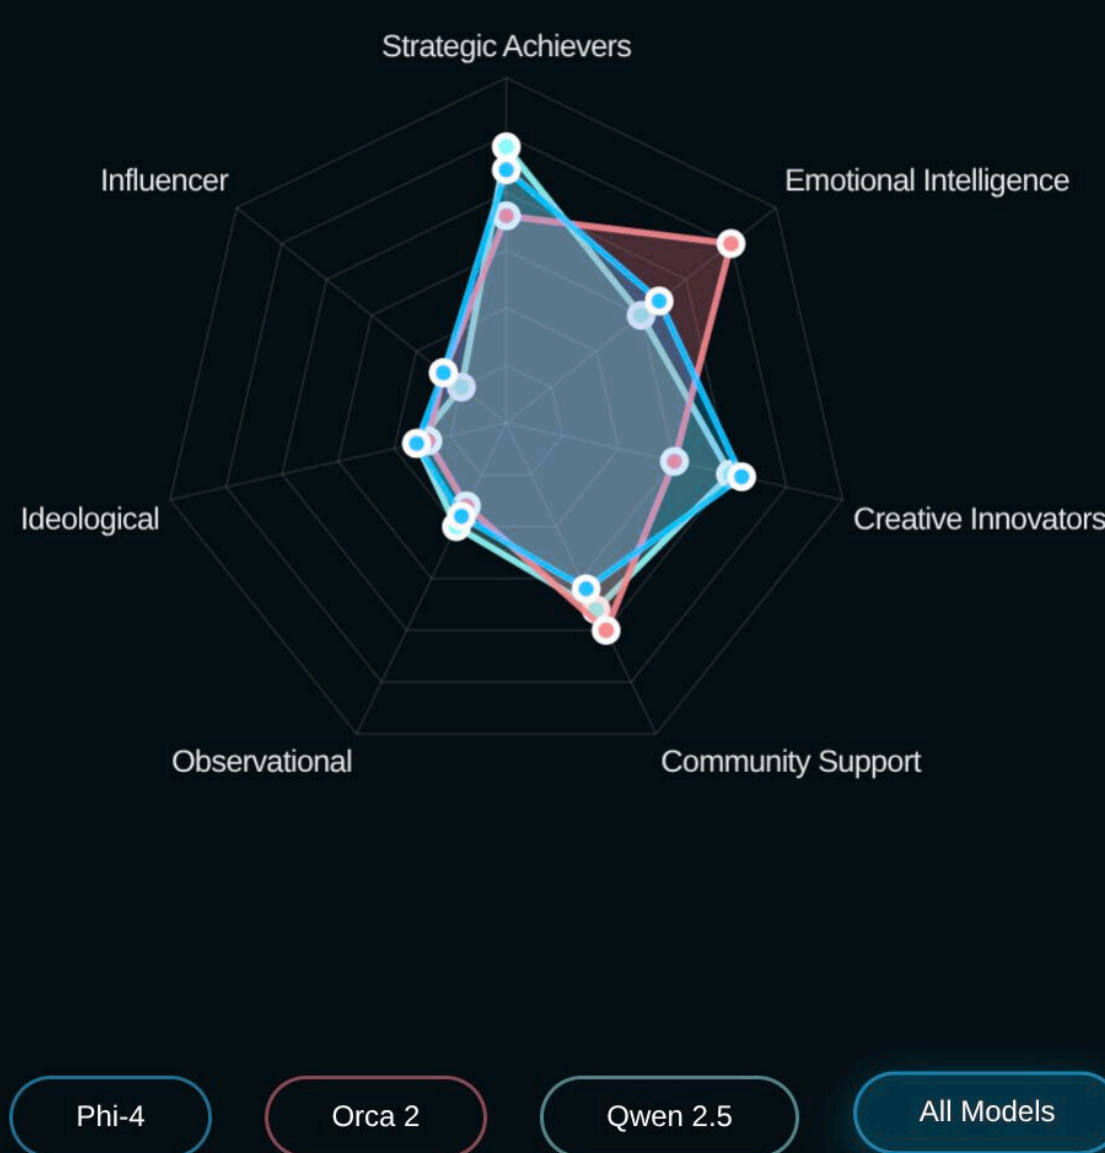 Strategic Achievers
Influencer
Emotional Intelligence
Ideological
Creative Innovators
Observational
Community Support
Phi-4
Orca 2
Qwen 2.5
All Models